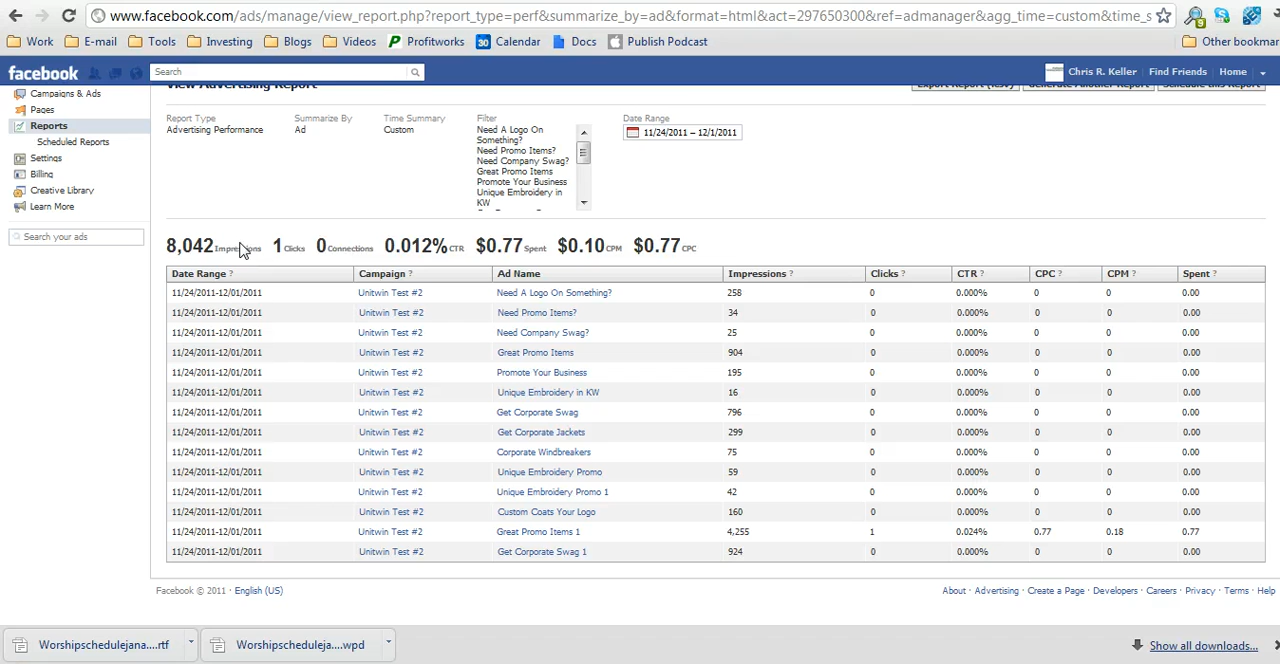 www.facebook.com/ads/manage/view_report.php?report_type=perf&summarize_by=ad&format=html&act=297650300&ref=admanager&agg_time=custom&time_s
Work E-mail Tools Investing Blogs Videos Profitworks 30 Calendar Docs Publish Podcast Other bookmar
facebook Search Chris R. Keller Find Friends Home
View Advertising Report Export Report (.csv) Generate Another Report Schedule this Report
Campaigns & Ads
Pages
Reports
Scheduled Reports
Settings
Billing
Creative Library
Learn More
Search your ads
Report Type Summarize By Time Summary Filter Date Range
Advertising Performance Ad Custom
Need A Logo On
Something?
Need Promo Items?
Need Company Swag?
Great Promo Items
Promote Your Business
Unique Embroidery in
KW
11/24/2011 – 12/1/2011
8,042 Impressions 1 Clicks 0 Connections 0.012% CTR $0.77 Spent $0.10 CPM $0.77 CPC
Date Range ? Campaign ? Ad Name Impressions ? Clicks ? CTR ? CPC ? CPM ? Spent ?
11/24/2011-12/01/2011 Unitwin Test #2 Need A Logo On Something? 258 0 0.000% 0 0 0.00
11/24/2011-12/01/2011 Unitwin Test #2 Need Promo Items? 34 0 0.000% 0 0 0.00
11/24/2011-12/01/2011 Unitwin Test #2 Need Company Swag? 25 0 0.000% 0 0 0.00
11/24/2011-12/01/2011 Unitwin Test #2 Great Promo Items 904 0 0.000% 0 0 0.00
11/24/2011-12/01/2011 Unitwin Test #2 Promote Your Business 195 0 0.000% 0 0 0.00
11/24/2011-12/01/2011 Unitwin Test #2 Unique Embroidery in KW 16 0 0.000% 0 0 0.00
11/24/2011-12/01/2011 Unitwin Test #2 Get Corporate Swag 796 0 0.000% 0 0 0.00
11/24/2011-12/01/2011 Unitwin Test #2 Get Corporate Jackets 299 0 0.000% 0 0 0.00
11/24/2011-12/01/2011 Unitwin Test #2 Corporate Windbreakers 75 0 0.000% 0 0 0.00
11/24/2011-12/01/2011 Unitwin Test #2 Unique Embroidery Promo 59 0 0.000% 0 0 0.00
11/24/2011-12/01/2011 Unitwin Test #2 Unique Embroidery Promo 1 42 0 0.000% 0 0 0.00
11/24/2011-12/01/2011 Unitwin Test #2 Custom Coats Your Logo 160 0 0.000% 0 0 0.00
11/24/2011-12/01/2011 Unitwin Test #2 Great Promo Items 1 4,255 1 0.024% 0.77 0.18 0.77
11/24/2011-12/01/2011 Unitwin Test #2 Get Corporate Swag 1 924 0 0.000% 0 0 0.00
Facebook © 2011 · English (US) About · Advertising · Create a Page · Developers · Careers · Privacy · Terms · Help
Worshipschedulejana....rtf Worshipscheduleja....wpd Show all downloads...